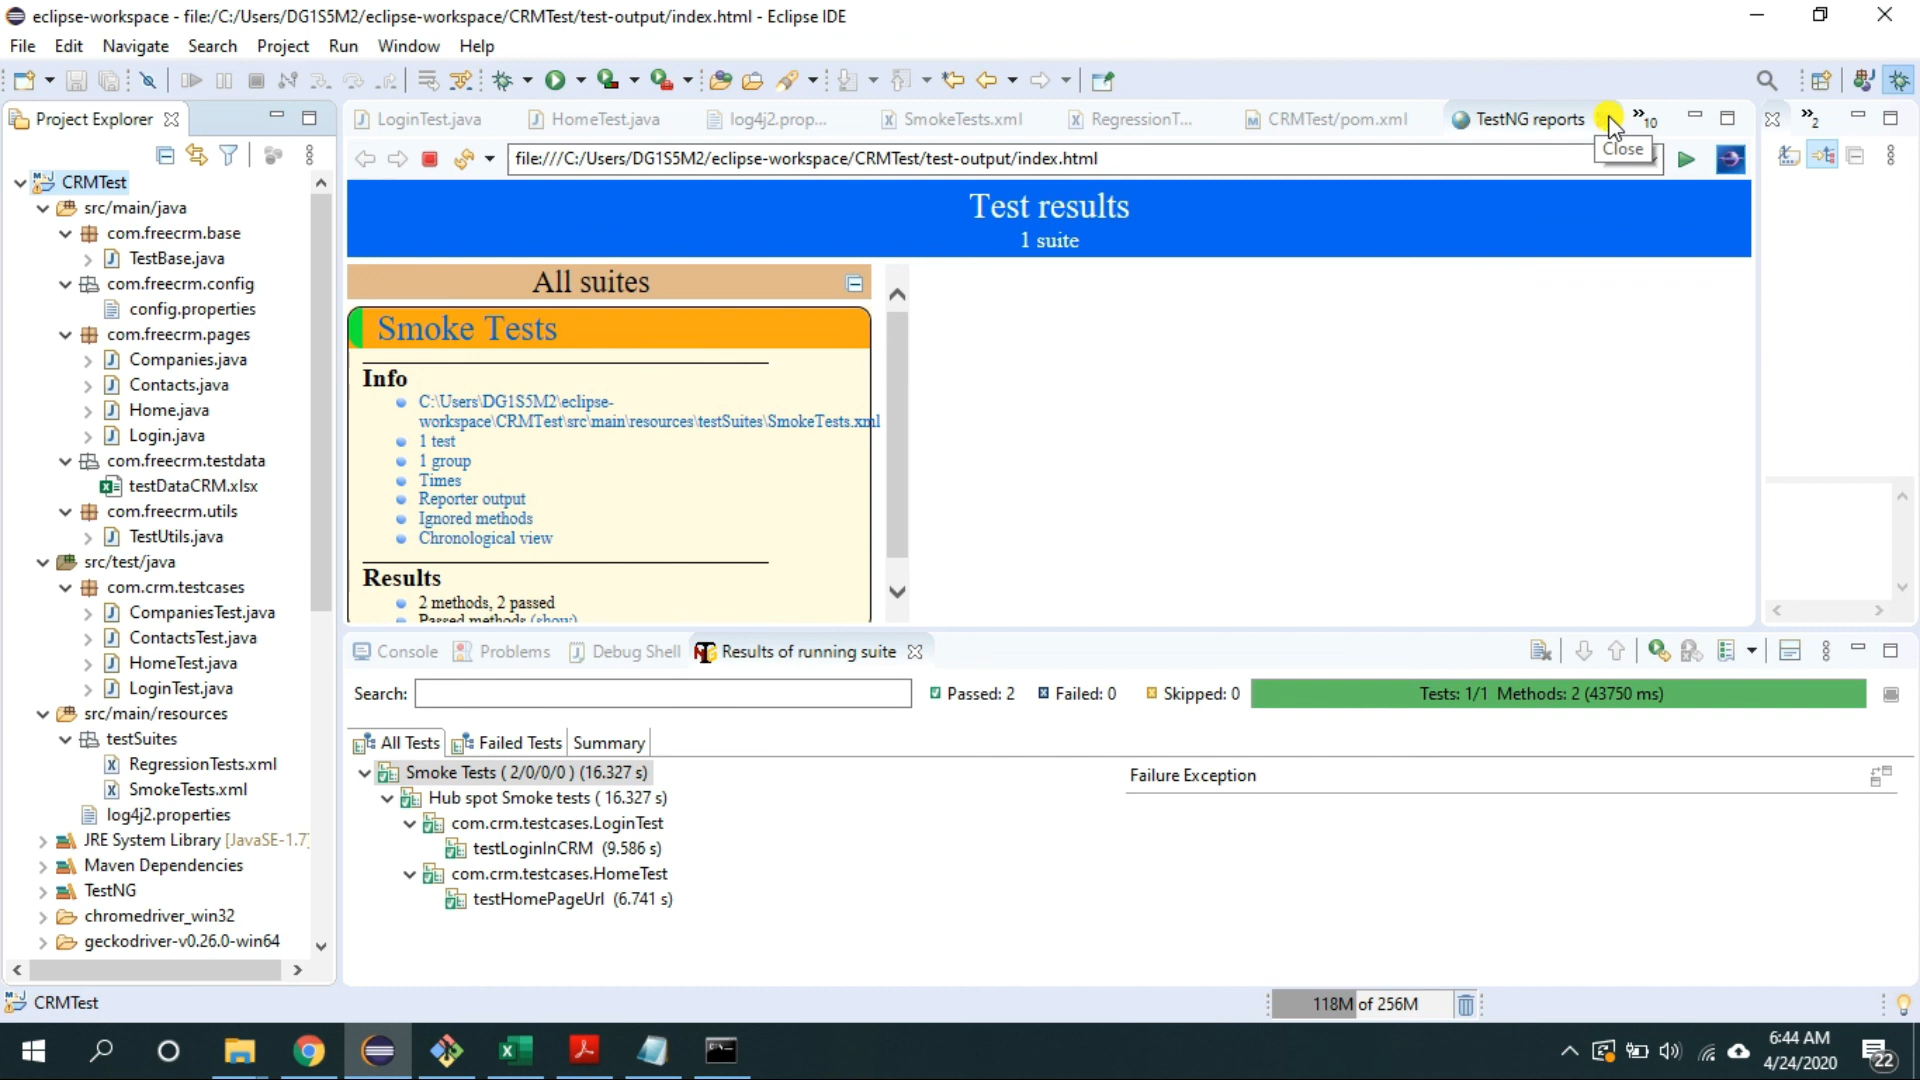 eclipse-workspace - file:/C:/Users/DG1S5M2/eclipse-workspace/CRMTest/test-output/index.html - Eclipse IDE
File Edit Navigate Search Project Run Window Help
Project Explorer
CRMTest
src/main/java
com.freecrm.base
TestBase.java
com.freecrm.config
config.properties
com.freecrm.pages
Companies.java
Contacts.java
Home.java
Login.java
com.freecrm.testdata
testDataCRM.xlsx
com.freecrm.utils
TestUtils.java
src/test/java
com.crm.testcases
CompaniesTest.java
ContactsTest.java
HomeTest.java
LoginTest.java
src/main/resources
testSuites
RegressionTests.xml
SmokeTests.xml
log4j2.properties
JRE System Library [JavaSE-1.7]
Maven Dependencies
TestNG
chromedriver_win32
geckodriver-v0.26.0-win64
LoginTest.java HomeTest.java log4j2.prop... SmokeTests.xml RegressionT... CRMTest/pom.xml TestNG reports »10
Close
»2
file:///C:/Users/DG1S5M2/eclipse-workspace/CRMTest/test-output/index.html
Test results
1 suite
All suites
Smoke Tests
Info
C:\Users\DG1S5M2\eclipse-
workspace\CRMTest\src\main\resources\testSuites\SmokeTests.xml
1 test
1 group
Times
Reporter output
Ignored methods
Chronological view
Results
2 methods, 2 passed
Passed methods (show)
Console Problems Debug Shell Results of running suite
Search: Passed: 2 Failed: 0 Skipped: 0 Tests: 1/1 Methods: 2 (43750 ms)
All Tests Failed Tests Summary
Smoke Tests ( 2/0/0/0 ) (16.327 s)
Hub spot Smoke tests ( 16.327 s)
com.crm.testcases.LoginTest
testLoginInCRM (9.586 s)
com.crm.testcases.HomeTest
testHomePageUrl (6.741 s)
Failure Exception
CRMTest
118M of 256M
6:44 AM
4/24/2020
22